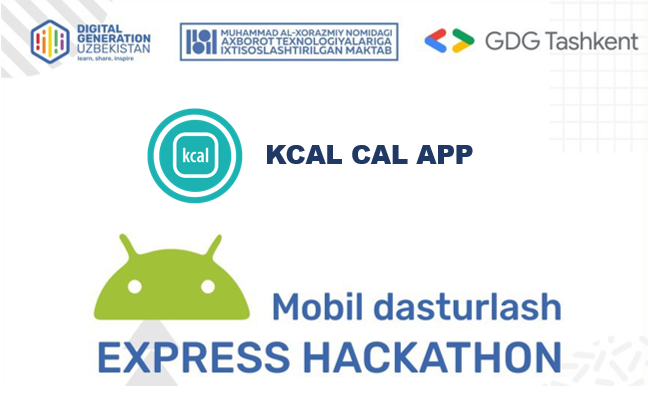 DIGITAL
GENERATION
UZBEKISTAN
learn, share, inspire
MUHAMMAD AL-XORAZMIY NOMIDAGI
AXBOROT TEXNOLOGIYALARIGA
IXTISOSLASHTIRILGAN MAKTAB
GDG Tashkent
kcal
KCAL CAL APP
Mobil dasturlash
EXPRESS HACKATHON